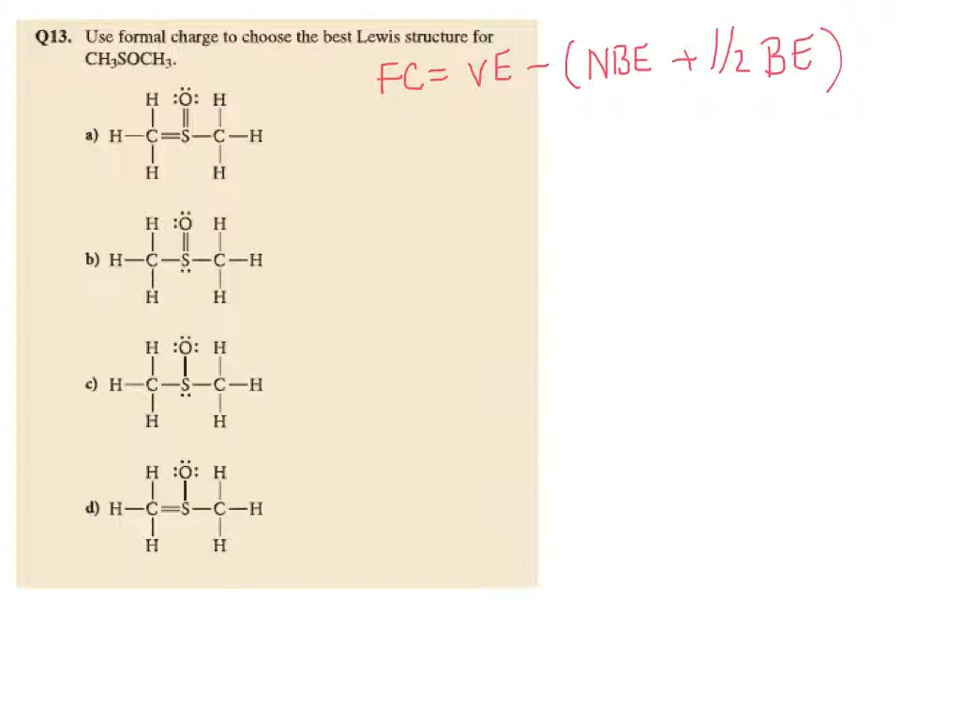 Q13. Use formal charge to choose the best Lewis structure for
CH₃SOCH₃.
FC = VE - (NBE + 1/2 BE)
H :Ö: H
a) H—C=S—C—H
H H
H :Ö H
b) H—C—S—C—H
H H
H :Ö: H
c) H—C—S—C—H
H H
H :Ö: H
d) H—C=S—C—H
H H